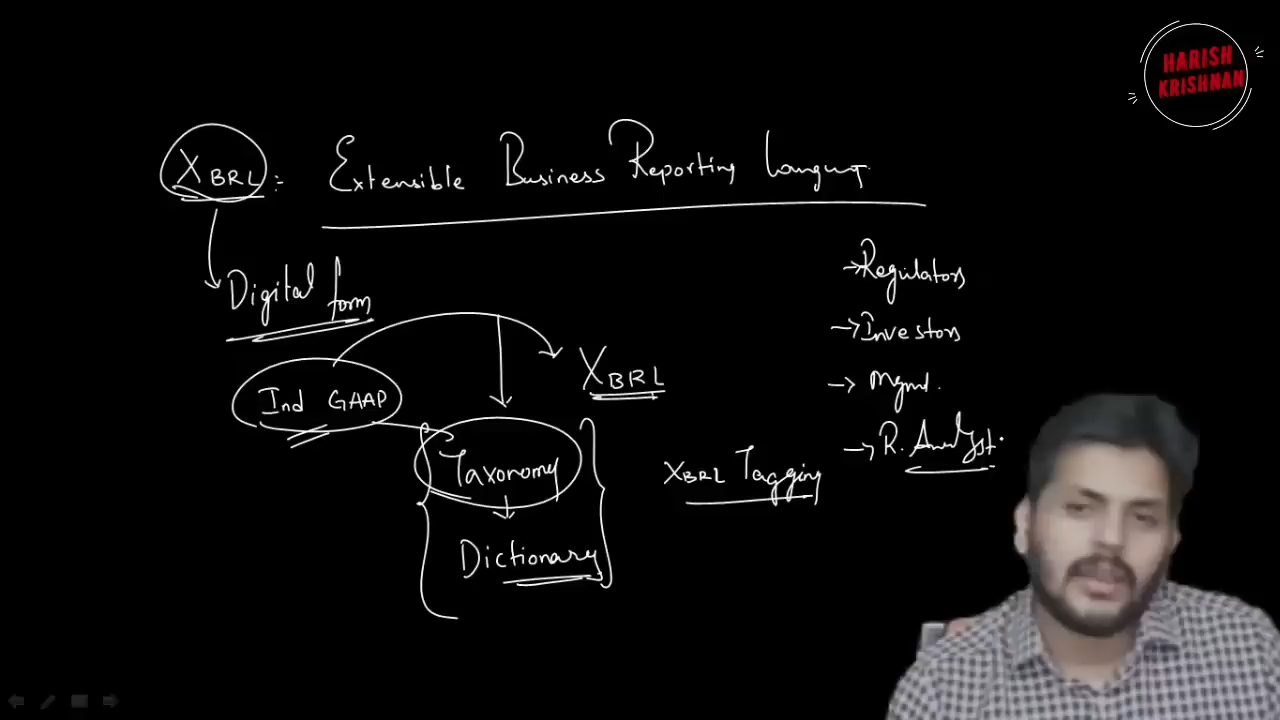 HARISH
KRISHNAN
XBRL : Extensible Business Reporting Language
Digital form
Ind GAAP
XBRL
Taxonomy
Dictionary
XBRL Tagging
→Regulators
→Investors
→ Mgmt.
→R. Analyst.